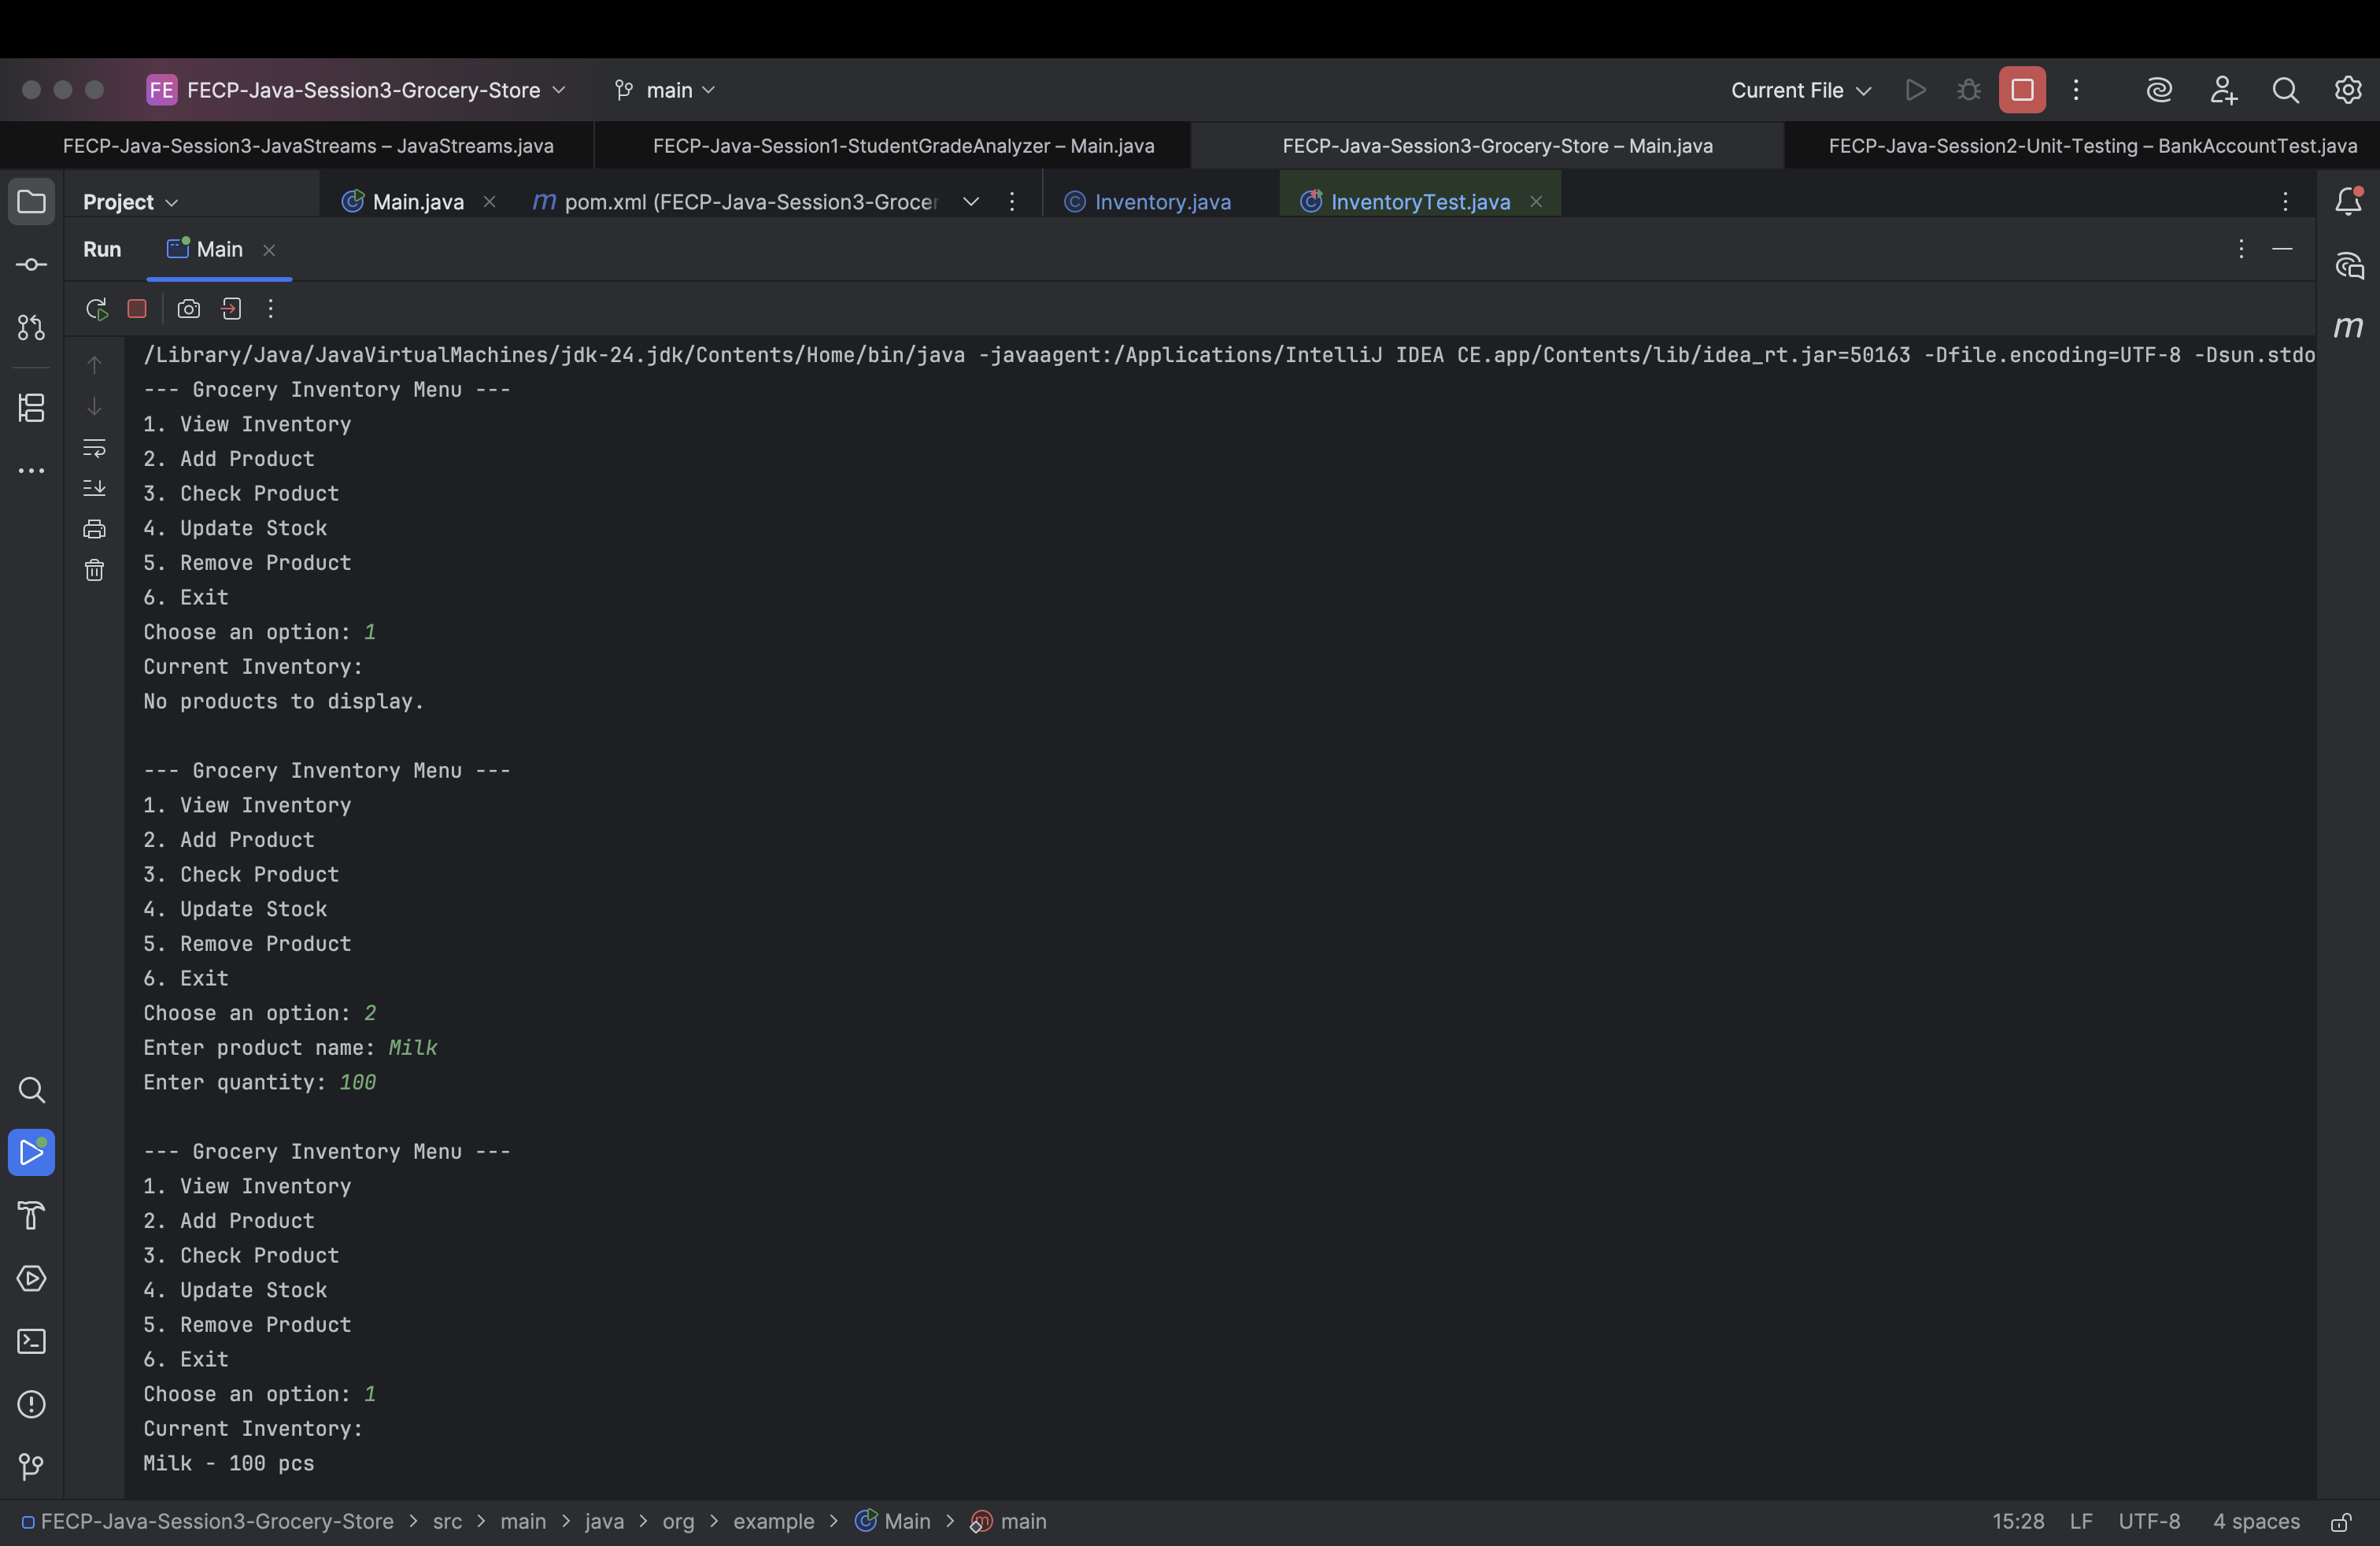 FE FECP-Java-Session3-Grocery-Store main Current File
FECP-Java-Session3-JavaStreams – JavaStreams.java FECP-Java-Session1-StudentGradeAnalyzer – Main.java FECP-Java-Session3-Grocery-Store – Main.java FECP-Java-Session2-Unit-Testing – BankAccountTest.java
Project Main.java m pom.xml (FECP-Java-Session3-Grocer Inventory.java InventoryTest.java
Run Main
/Library/Java/JavaVirtualMachines/jdk-24.jdk/Contents/Home/bin/java -javaagent:/Applications/IntelliJ IDEA CE.app/Contents/lib/idea_rt.jar=50163 -Dfile.encoding=UTF-8 -Dsun.stdo
--- Grocery Inventory Menu ---
1. View Inventory
2. Add Product
3. Check Product
4. Update Stock
5. Remove Product
6. Exit
Choose an option: 1
Current Inventory:
No products to display.
--- Grocery Inventory Menu ---
1. View Inventory
2. Add Product
3. Check Product
4. Update Stock
5. Remove Product
6. Exit
Choose an option: 2
Enter product name: Milk
Enter quantity: 100
--- Grocery Inventory Menu ---
1. View Inventory
2. Add Product
3. Check Product
4. Update Stock
5. Remove Product
6. Exit
Choose an option: 1
Current Inventory:
Milk - 100 pcs
FECP-Java-Session3-Grocery-Store > src > main > java > org > example > Main > main 15:28 LF UTF-8 4 spaces